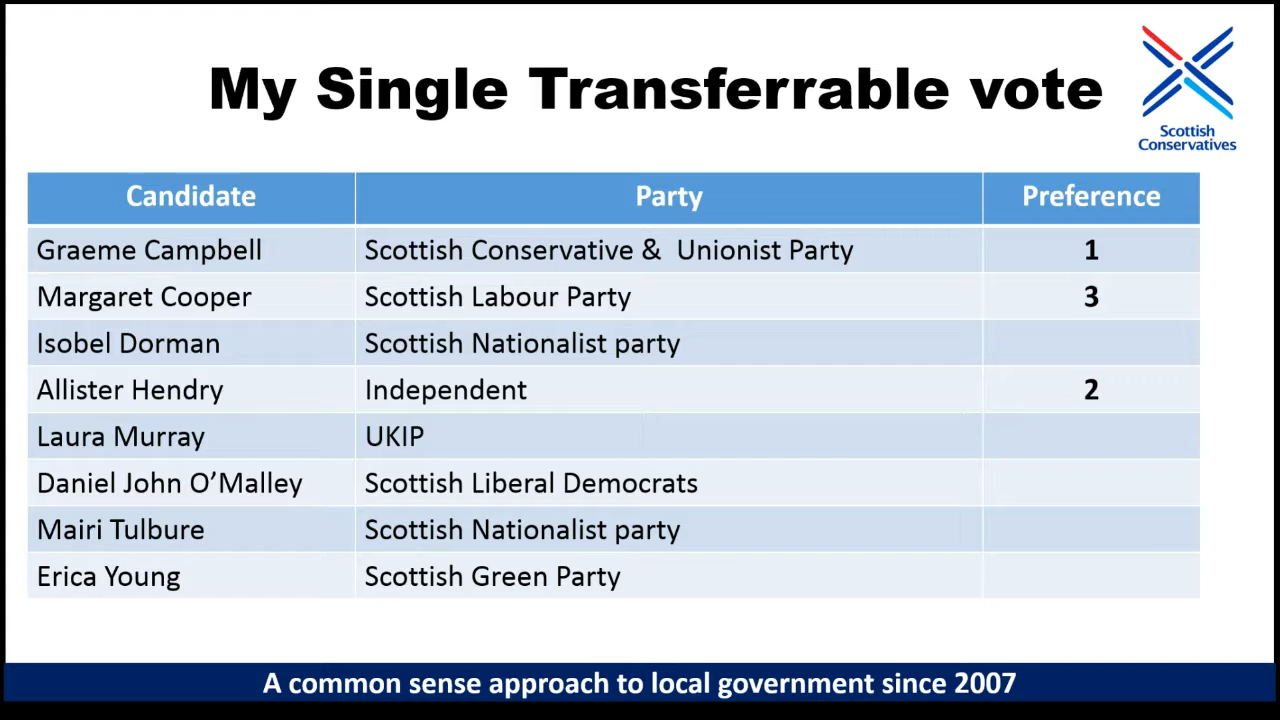 My Single Transferrable vote
Scottish
Conservatives
Candidate Party Preference
Graeme Campbell Scottish Conservative & Unionist Party 1
Margaret Cooper Scottish Labour Party 3
Isobel Dorman Scottish Nationalist party
Allister Hendry Independent 2
Laura Murray UKIP
Daniel John O’Malley Scottish Liberal Democrats
Mairi Tulbure Scottish Nationalist party
Erica Young Scottish Green Party
A common sense approach to local government since 2007